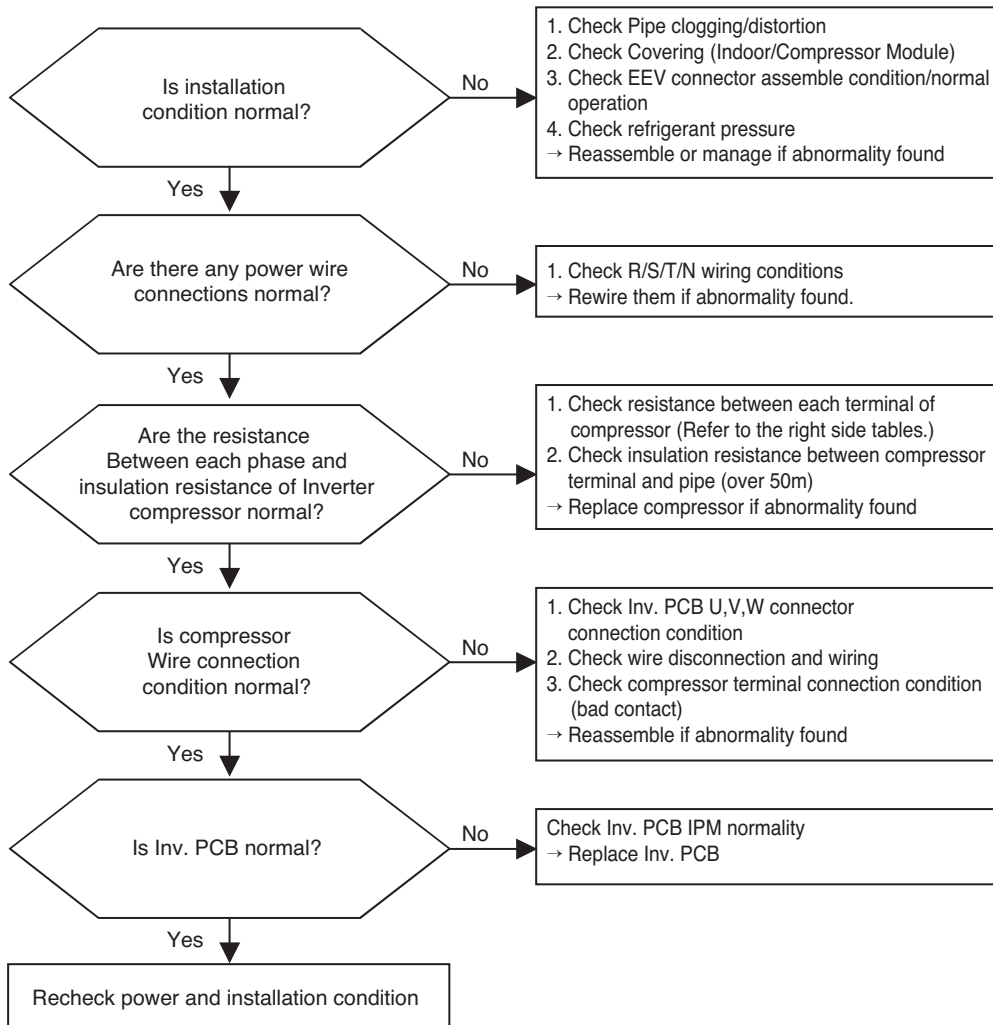 Is installation
condition normal?
No
1. Check Pipe clogging/distortion
2. Check Covering (Indoor/Compressor Module)
3. Check EEV connector assemble condition/normal
operation
4. Check refrigerant pressure
→ Reassemble or manage if abnormality found
Yes
Are there any power wire
connections normal?
No
1. Check R/S/T/N wiring conditions
→ Rewire them if abnormality found.
Yes
Are the resistance
Between each phase and
insulation resistance of Inverter
compressor normal?
No
1. Check resistance between each terminal of
compressor (Refer to the right side tables.)
2. Check insulation resistance between compressor
terminal and pipe (over 50m)
→ Replace compressor if abnormality found
Yes
Is compressor
Wire connection
condition normal?
No
1. Check Inv. PCB U,V,W connector
connection condition
2. Check wire disconnection and wiring
3. Check compressor terminal connection condition
(bad contact)
→ Reassemble if abnormality found
Yes
Is Inv. PCB normal?
No
Check Inv. PCB IPM normality
→ Replace Inv. PCB
Yes
Recheck power and installation condition